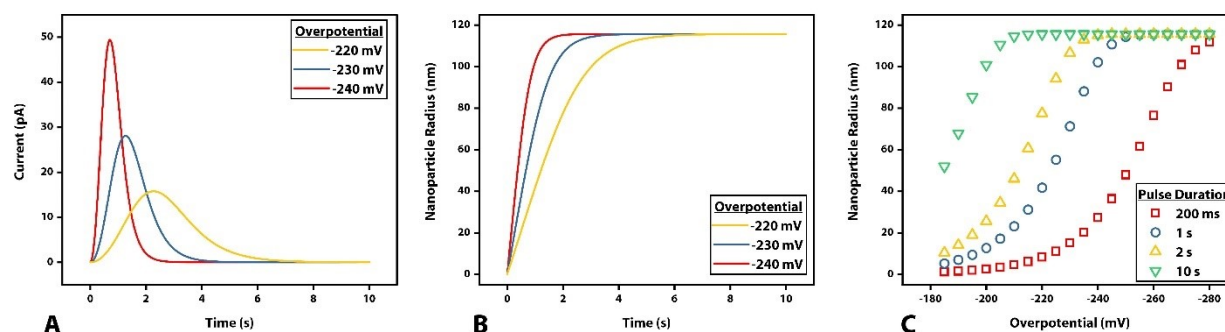 50
40
30
20
10
0
Current (pA)
0 2 4 6 8 10
Time (s)
Overpotential
-220 mV
-230 mV
-240 mV
A
120
100
80
60
40
20
0
Nanoparticle Radius (nm)
0 2 4 6 8 10
Time (s)
Overpotential
-220 mV
-230 mV
-240 mV
B
120
100
80
60
40
20
0
Nanoparticle Radius (nm)
-180 -200 -220 -240 -260 -280
Overpotential (mV)
Pulse Duration
200 ms
1 s
2 s
10 s
C